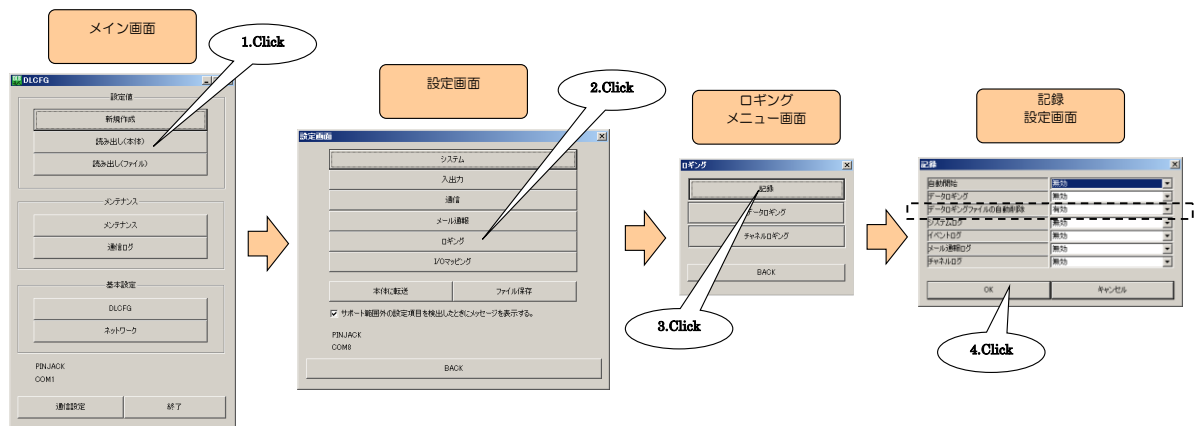 メイン画面
1.Click
DLCFG
設定値
新規作成
読み出し(本体)
読み出し(ファイル)
メンテナンス
メンテナンス
通信ログ
基本設定
DLCFG
ネットワーク
PINJACK
COM1
通信設定
終了
設定画面
2.Click
設定画面
システム
入出力
通信
メール通報
ロギング
I/Oマッピング
本体に転送
ファイル保存
サポート範囲外の設定項目を検出したときにメッセージを表示する。
PINJACK
COM8
BACK
ロギング
メニュー画面
ロギング
記録
データロギング
チャネルロギング
BACK
3.Click
記録
設定画面
記録
自動開始 無効
データロギング 無効
データロギングファイルの自動削除 有効
システムログ 無効
イベントログ 無効
メール通報ログ 無効
チャネルログ 無効
OK
キャンセル
4.Click